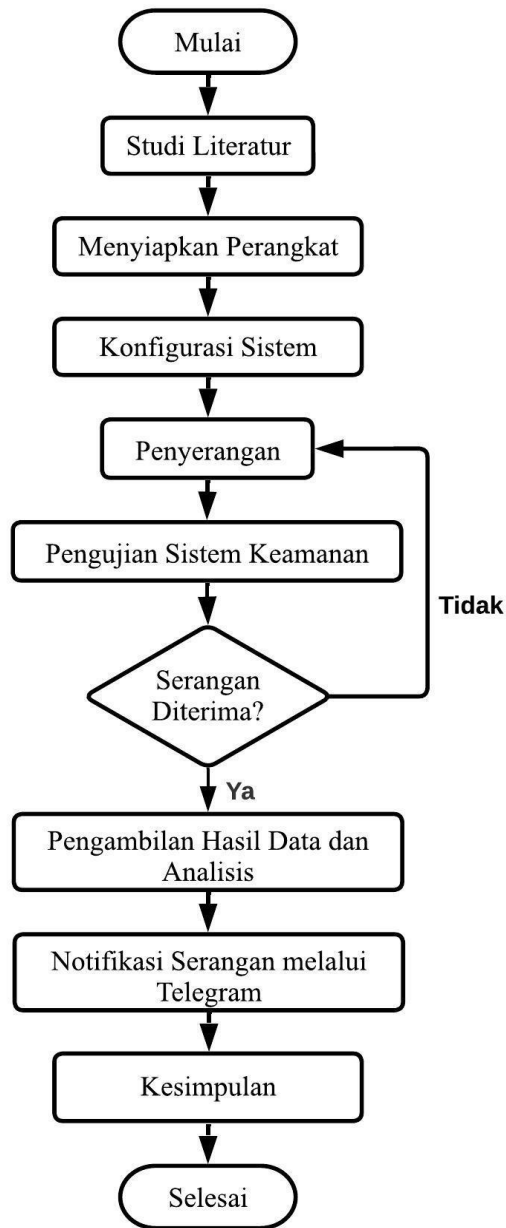 Mulai
Studi Literatur
Menyiapkan Perangkat
Konfigurasi Sistem
Penyerangan
Pengujian Sistem Keamanan
Tidak
Serangan
Diterima?
Ya
Pengambilan Hasil Data dan
Analisis
Notifikasi Serangan melalui
Telegram
Kesimpulan
Selesai